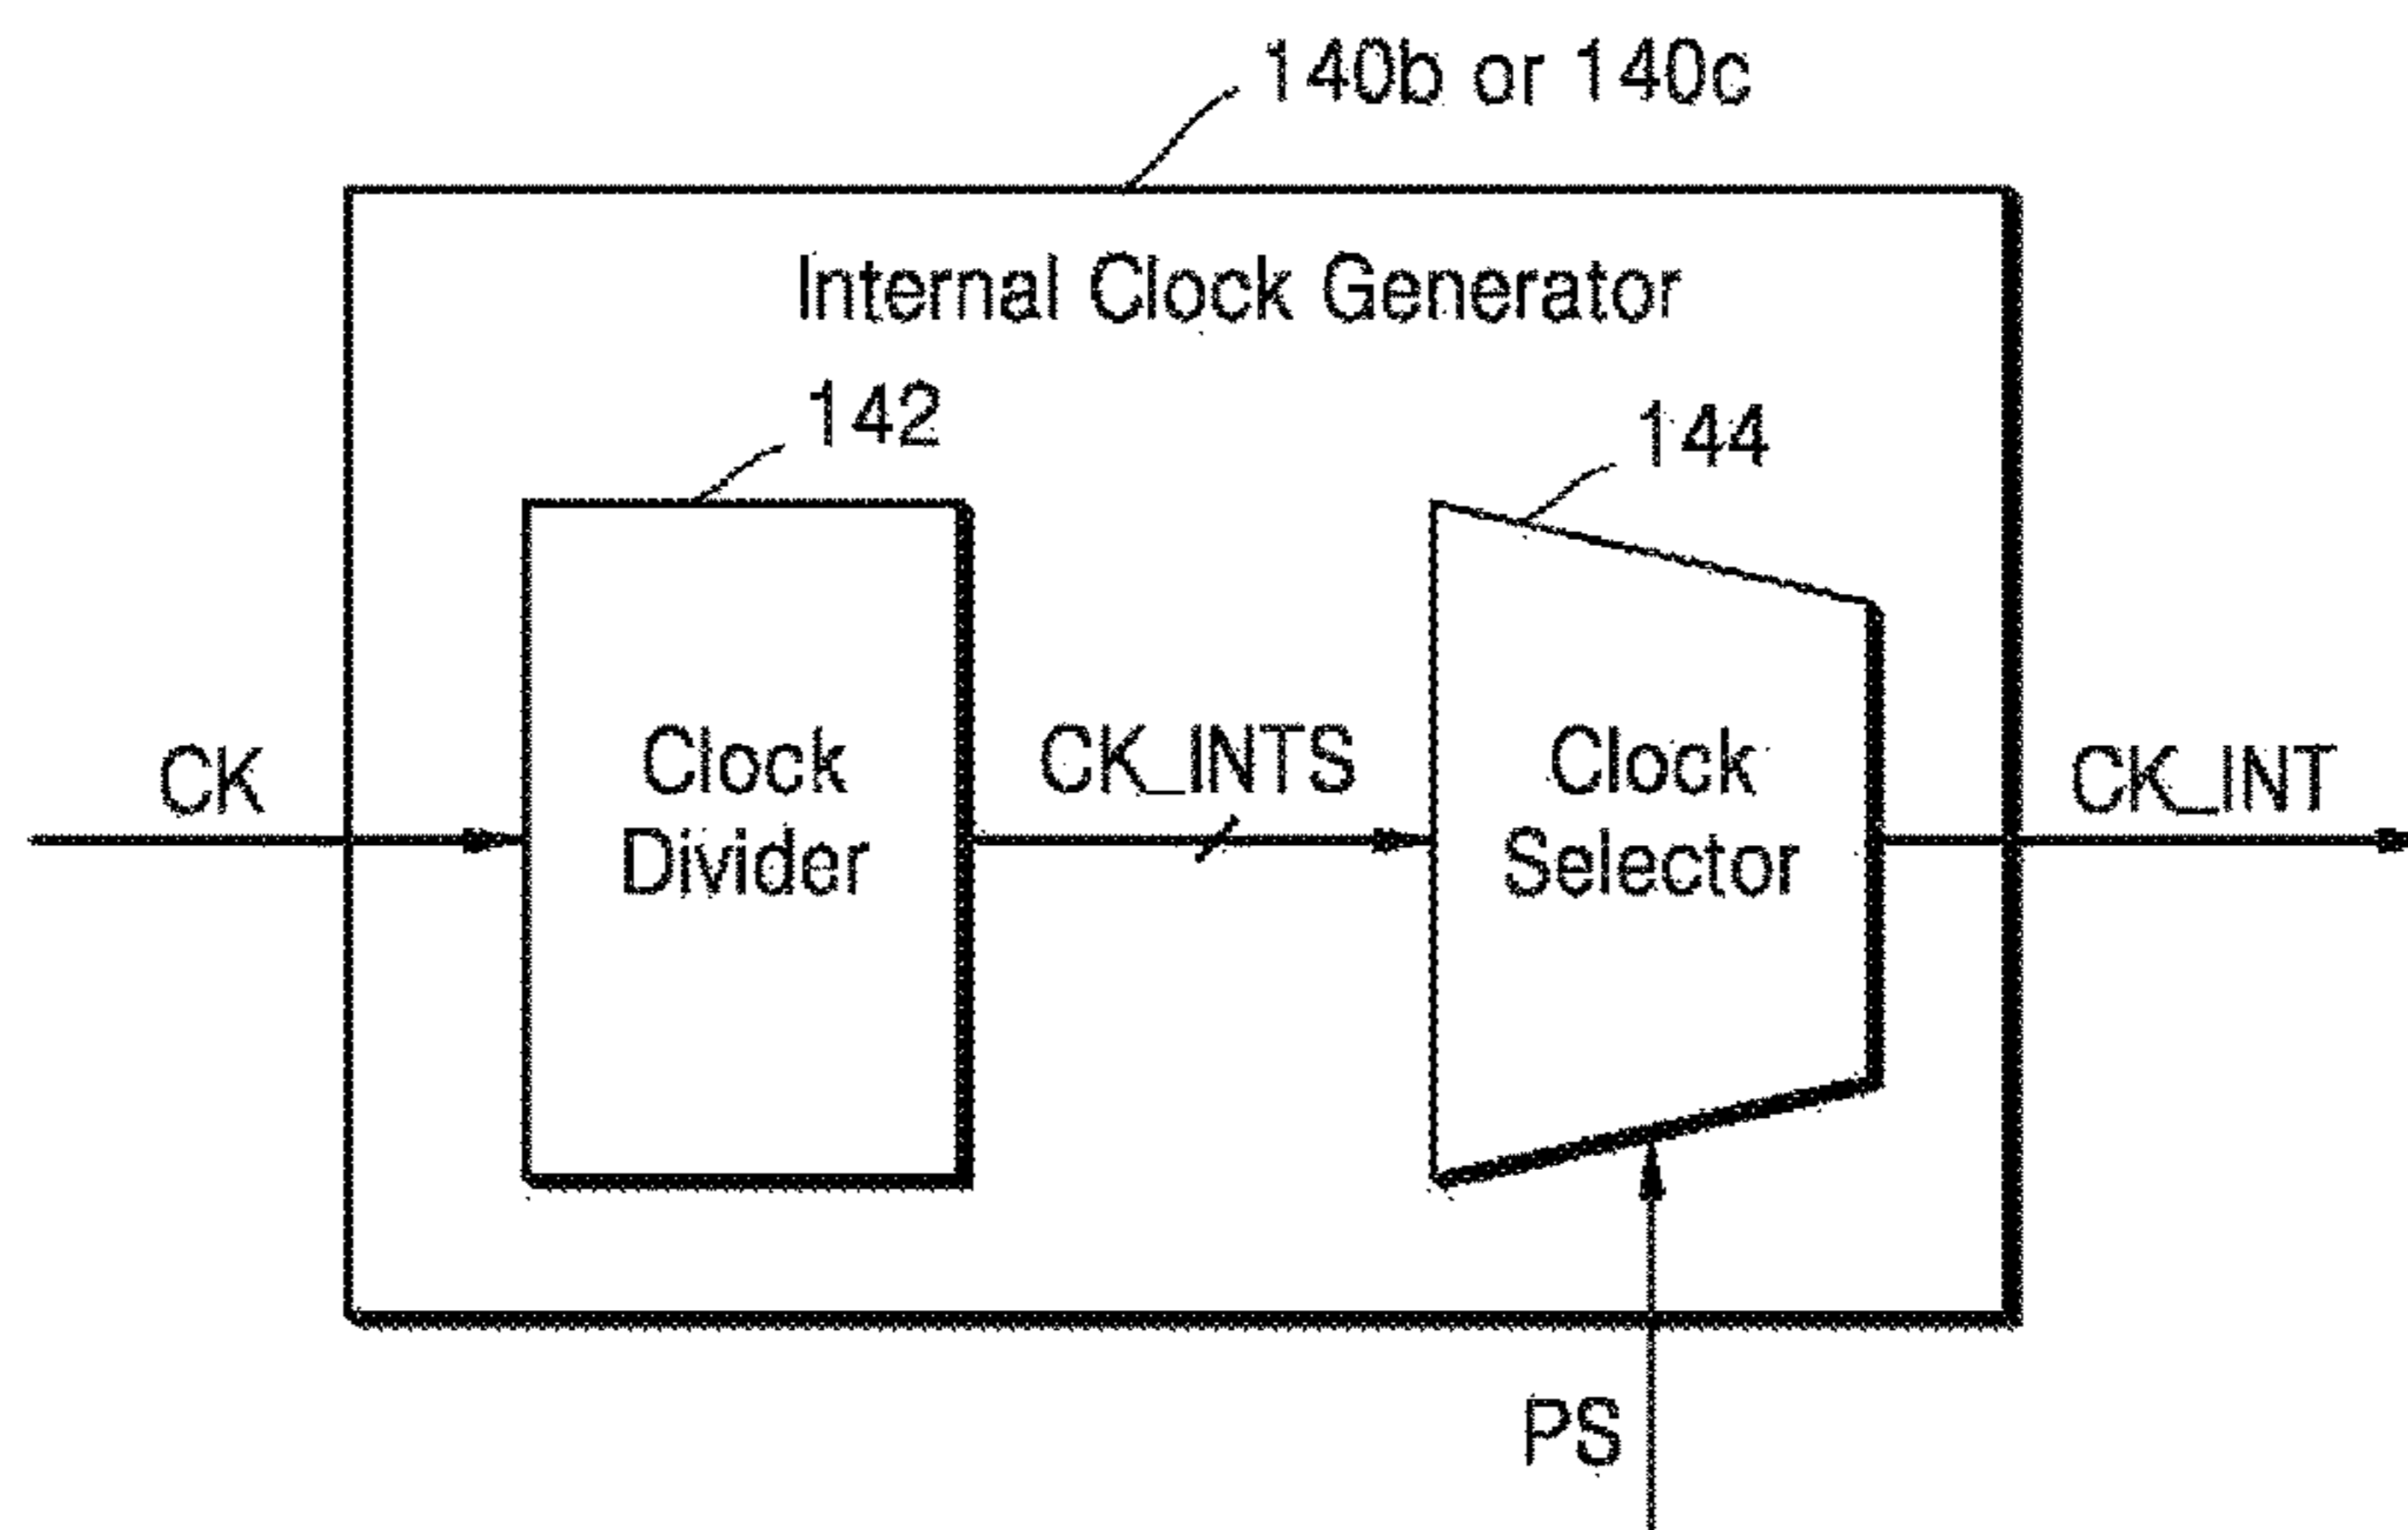 140b or 140c
Internal Clock Generator
142
144
CK
Clock
Divider
CK_INTS
Clock
Selector
CK_INT
PS